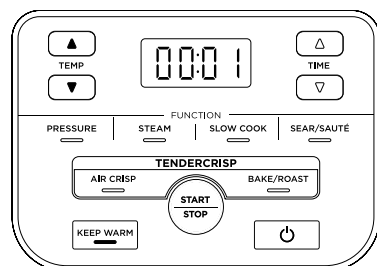 00:01
TEMP
TIME
FUNCTION
PRESSURE STEAM SLOW COOK SEAR/SAUTÉ
TENDERCRISP
AIR CRISP BAKE/ROAST
START
STOP
KEEP WARM